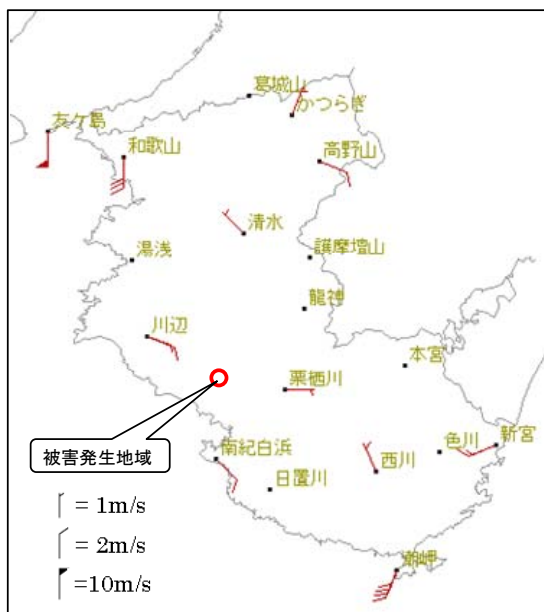 葛城山
かつらぎ
友ケ島
和歌山
高野山
清水
湯浅
護摩壇山
龍神
川辺
本宮
栗栖川
被害発生地域
南紀白浜
日置川
西川
色川
新宮
潮岬
= 1m/s
= 2m/s
=10m/s